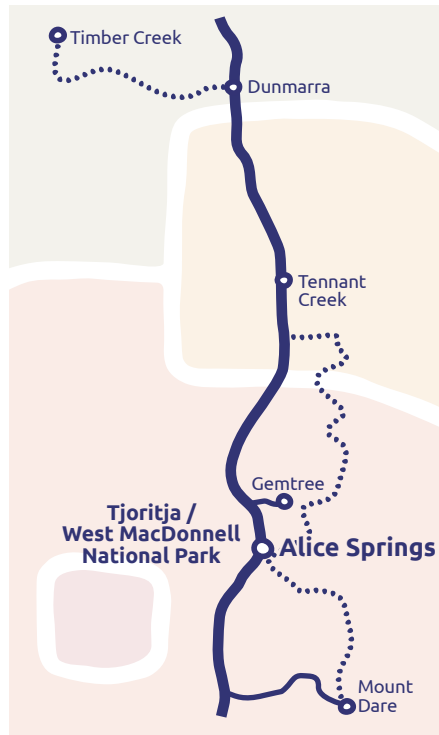 Timber Creek
Dunmarra
Tennant
Creek
Gemtree
Tjoritja /
West MacDonnell
National Park
Alice Springs
Mount
Dare